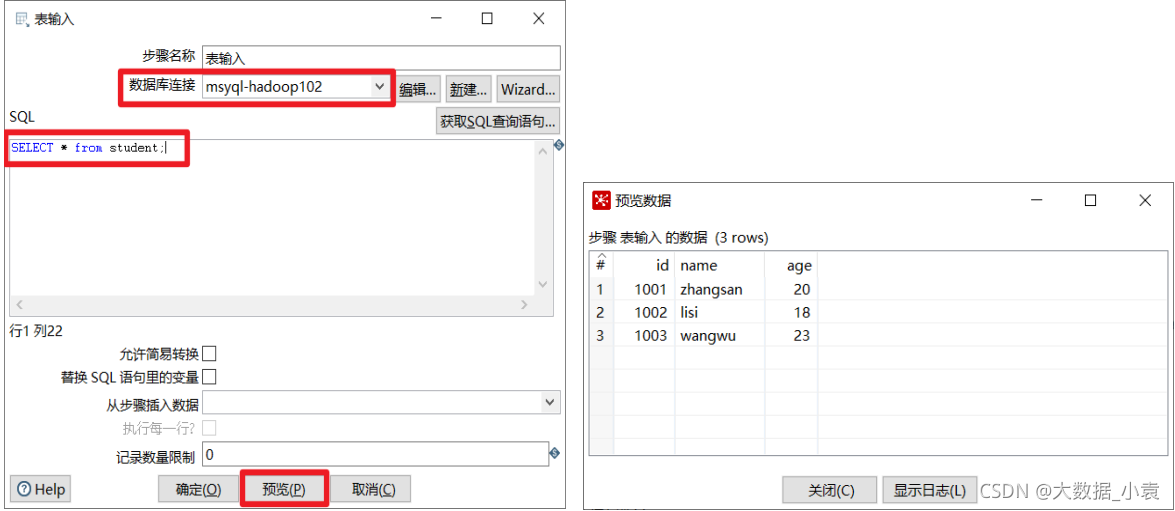 表输入
步骤名称 表输入
数据库连接 msyql-hadoop102 编辑... 新建... Wizard...
SQL 获取SQL查询语句...
SELECT * from student;
行1 列22
允许简易转换
替换 SQL 语句里的变量
从步骤插入数据
执行每一行?
记录数量限制 0
Help 确定(O) 预览(P) 取消(C)
预览数据
步骤 表输入 的数据 (3 rows)
# id name age
1 1001 zhangsan 20
2 1002 lisi 18
3 1003 wangwu 23
关闭(C) 显示日志(L)
CSDN @大数据_小袁